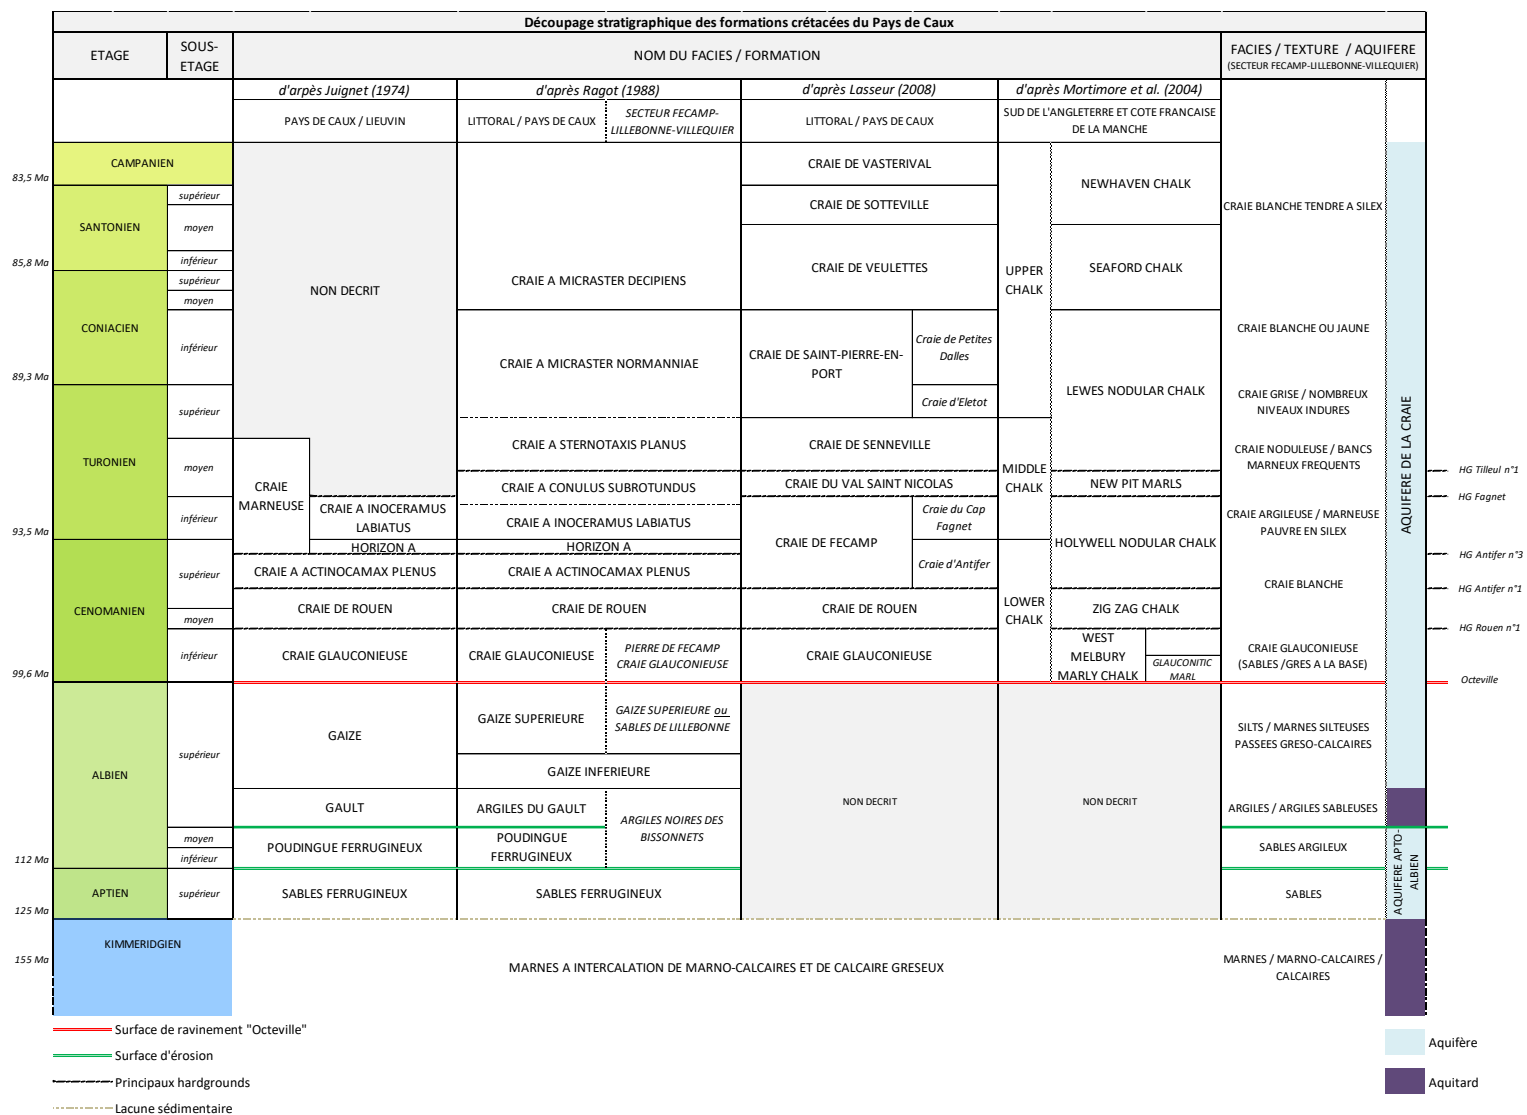 Découpage stratigraphique des formations crétacées du Pays de Caux
ETAGE
SOUS-
ETAGE
NOM DU FACIES / FORMATION
FACIES / TEXTURE / AQUIFERE
(SECTEUR FECAMP-LILLEBONNE-VILLEQUIER)
d'arpès Juignet (1974)
d'après Ragot (1988)
d'après Lasseur (2008)
d'après Mortimore et al. (2004)
PAYS DE CAUX / LIEUVIN
LITTORAL / PAYS DE CAUX
SECTEUR FECAMP-
LILLEBONNE-VILLEQUIER
LITTORAL / PAYS DE CAUX
SUD DE L'ANGLETERRE ET COTE FRANCAISE
DE LA MANCHE
CAMPANIEN
83,5 Ma
SANTONIEN
supérieur
moyen
inférieur
85,8 Ma
CONIACIEN
supérieur
moyen
inférieur
89,3 Ma
TURONIEN
supérieur
moyen
inférieur
93,5 Ma
CENOMANIEN
supérieur
moyen
inférieur
99,6 Ma
ALBIEN
supérieur
moyen
inférieur
112 Ma
APTIEN
supérieur
125 Ma
KIMMERIDGIEN
155 Ma
NON DECRIT
CRAIE
MARNEUSE
CRAIE A INOCERAMUS
LABIATUS
HORIZON A
CRAIE A ACTINOCAMAX PLENUS
CRAIE DE ROUEN
CRAIE GLAUCONIEUSE
GAIZE
GAULT
POUDINGUE FERRUGINEUX
SABLES FERRUGINEUX
CRAIE A MICRASTER DECIPIENS
CRAIE A MICRASTER NORMANNIAE
CRAIE A STERNOTAXIS PLANUS
CRAIE A CONULUS SUBROTUNDUS
CRAIE A INOCERAMUS LABIATUS
HORIZON A
CRAIE A ACTINOCAMAX PLENUS
CRAIE DE ROUEN
CRAIE GLAUCONIEUSE
PIERRE DE FECAMP
CRAIE GLAUCONIEUSE
GAIZE SUPERIEURE
GAIZE SUPERIEURE ou
SABLES DE LILLEBONNE
GAIZE INFERIEURE
ARGILES DU GAULT
ARGILES NOIRES DES
BISSONNETS
POUDINGUE
FERRUGINEUX
SABLES FERRUGINEUX
CRAIE DE VASTERIVAL
CRAIE DE SOTTEVILLE
CRAIE DE VEULETTES
CRAIE DE SAINT-PIERRE-EN-
PORT
Craie de Petites
Dalles
Craie d'Eletot
CRAIE DE SENNEVILLE
CRAIE DU VAL SAINT NICOLAS
CRAIE DE FECAMP
Craie du Cap
Fagnet
Craie d'Antifer
CRAIE DE ROUEN
CRAIE GLAUCONIEUSE
NON DECRIT
UPPER
CHALK
MIDDLE
CHALK
LOWER
CHALK
NEWHAVEN CHALK
SEAFORD CHALK
LEWES NODULAR CHALK
NEW PIT MARLS
HOLYWELL NODULAR CHALK
ZIG ZAG CHALK
WEST
MELBURY
MARLY CHALK
GLAUCONITIC
MARL
NON DECRIT
CRAIE BLANCHE TENDRE A SILEX
CRAIE BLANCHE OU JAUNE
CRAIE GRISE / NOMBREUX
NIVEAUX INDURES
CRAIE NODULEUSE / BANCS
MARNEUX FREQUENTS
CRAIE ARGILEUSE / MARNEUSE
PAUVRE EN SILEX
CRAIE BLANCHE
CRAIE GLAUCONIEUSE
(SABLES /GRES A LA BASE)
SILTS / MARNES SILTEUSES
PASSEES GRESO-CALCAIRES
ARGILES / ARGILES SABLEUSES
SABLES ARGILEUX
SABLES
MARNES / MARNO-CALCAIRES /
CALCAIRES
MARNES A INTERCALATION DE MARNO-CALCAIRES ET DE CALCAIRE GRESEUX
AQUIFERE DE LA CRAIE
AQUIFERE APTO-
ALBIEN
HG Tilleul n°1
HG Fagnet
HG Antifer n°3
HG Antifer n°1
HG Rouen n°1
Octeville
Surface de ravinement "Octeville"
Surface d'érosion
Principaux hardgrounds
Lacune sédimentaire
Aquifère
Aquitard